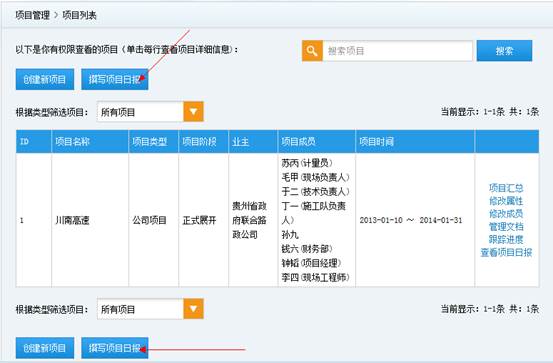 项目管理 > 项目列表
以下是你有权限查看的项目(单击每行查看项目详细信息):
搜索项目
搜索
创建新项目
撰写项目日报
根据类型筛选项目:
所有项目
当前显示: 1-1条 共: 1条
ID 项目名称 项目类型 项目阶段 业主 项目成员 项目时间
1
川南高速
公司项目
正式展开
贵州省政
府联合路
政公司
苏丙(计量员)
毛甲(现场负责人)
于二(技术负责人)
丁一(施工队负责
人)
孙九
钱六(财务部)
钟韬(项目经理)
李四(现场工程师)
2013-01-10 ~ 2014-01-31
项目汇总
修改属性
修改成员
管理文档
跟踪进度
查看项目日报
根据类型筛选项目:
所有项目
当前显示: 1-1条 共: 1条
创建新项目
撰写项目日报